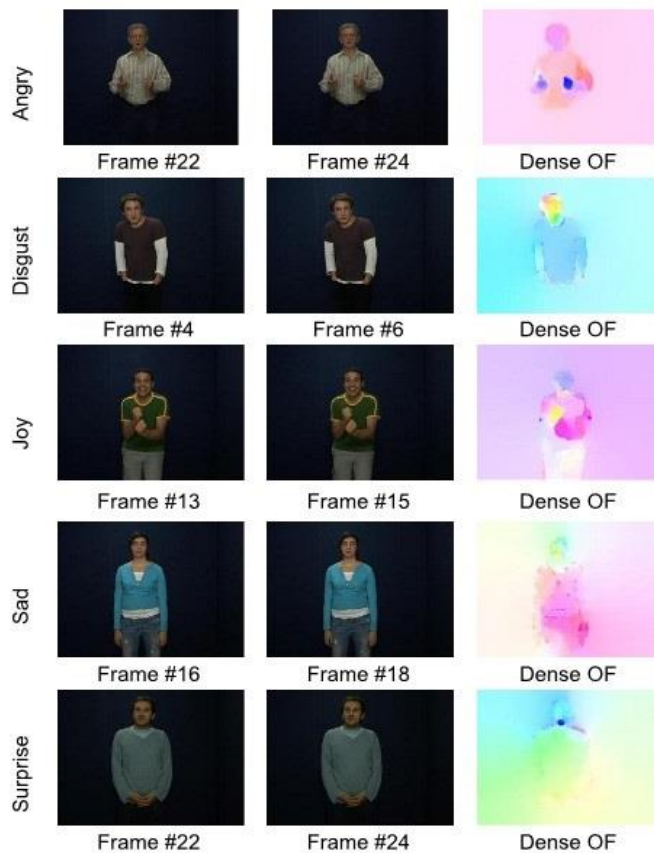 Angry
Frame #22 Frame #24 Dense OF
Disgust
Frame #4 Frame #6 Dense OF
Joy
Frame #13 Frame #15 Dense OF
Sad
Frame #16 Frame #18 Dense OF
Surprise
Frame #22 Frame #24 Dense OF